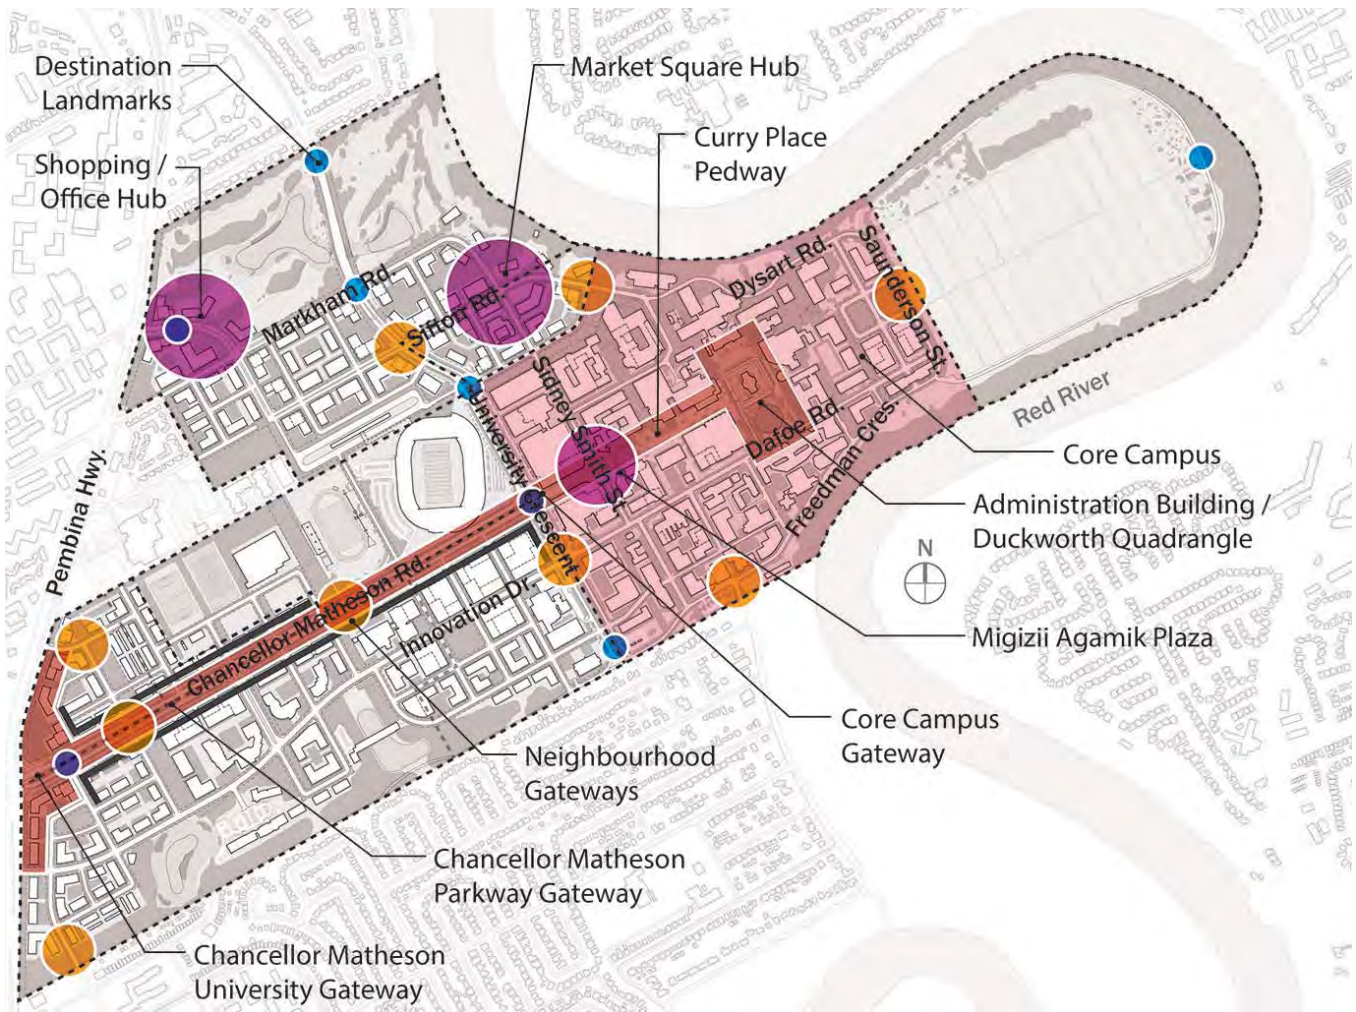 Destination
Landmarks
Market Square Hub
Shopping /
Office Hub
Curry Place
Pedway
Markham Rd.
Sifton Rd.
Dysart Rd.
Saunderson St.
Sidney Smith St.
University Crescent
Dafoe Rd.
Freedman Cres.
Red River
Pembina Hwy.
Core Campus
Administration Building /
Duckworth Quadrangle
N
Chancellor Matheson Rd.
Innovation Dr.
Migizii Agamik Plaza
Core Campus
Gateway
Neighbourhood
Gateways
Chancellor Matheson
Parkway Gateway
Chancellor Matheson
University Gateway